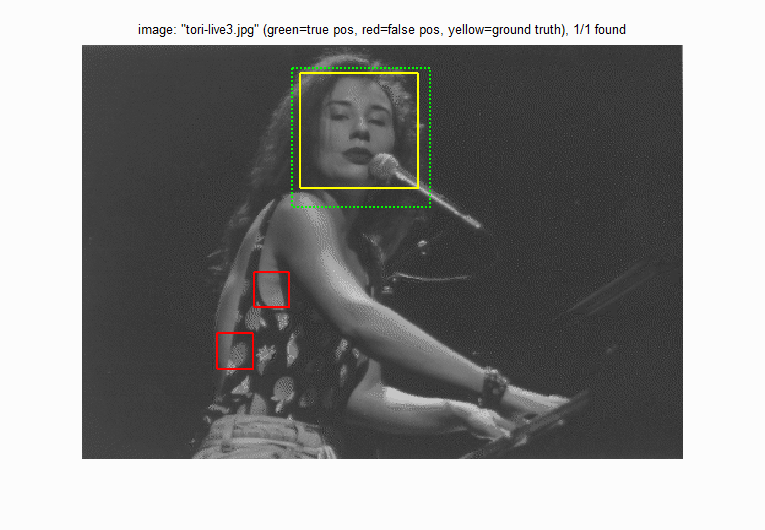 image: "tori-live3.jpg" (green=true pos, red=false pos, yellow=ground truth), 1/1 found